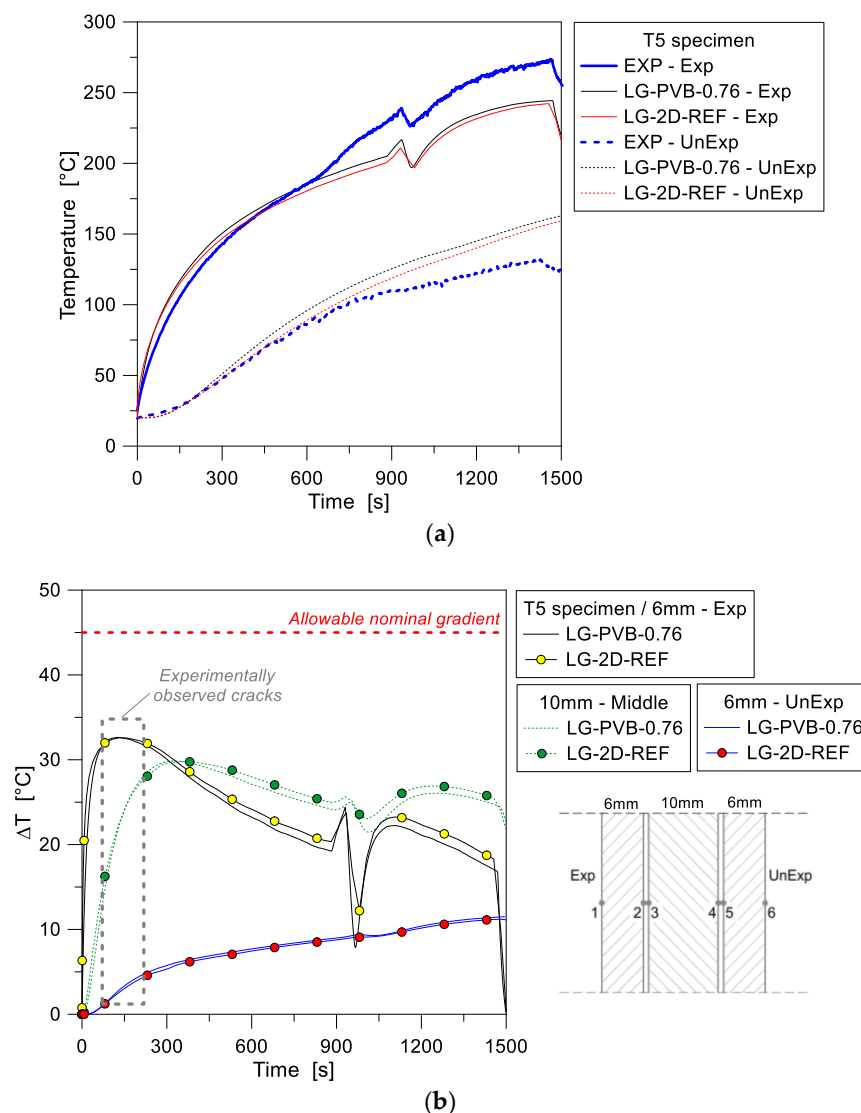 300
250
200
150
100
50
0
Temperature [°C]
0
300
600
900
1200
1500
Time [s]
T5 specimen
EXP - Exp
LG-PVB-0.76 - Exp
LG-2D-REF - Exp
EXP - UnExp
LG-PVB-0.76 - UnExp
LG-2D-REF - UnExp
(a)
50
40
30
20
10
0
ΔT [°C]
Allowable nominal gradient
Experimentally
observed cracks
0
300
600
900
1200
1500
Time [s]
T5 specimen / 6mm - Exp
LG-PVB-0.76
LG-2D-REF
10mm - Middle
LG-PVB-0.76
LG-2D-REF
6mm - UnExp
LG-PVB-0.76
LG-2D-REF
6mm 10mm 6mm
Exp
UnExp
1 2 3 4 5 6
(b)